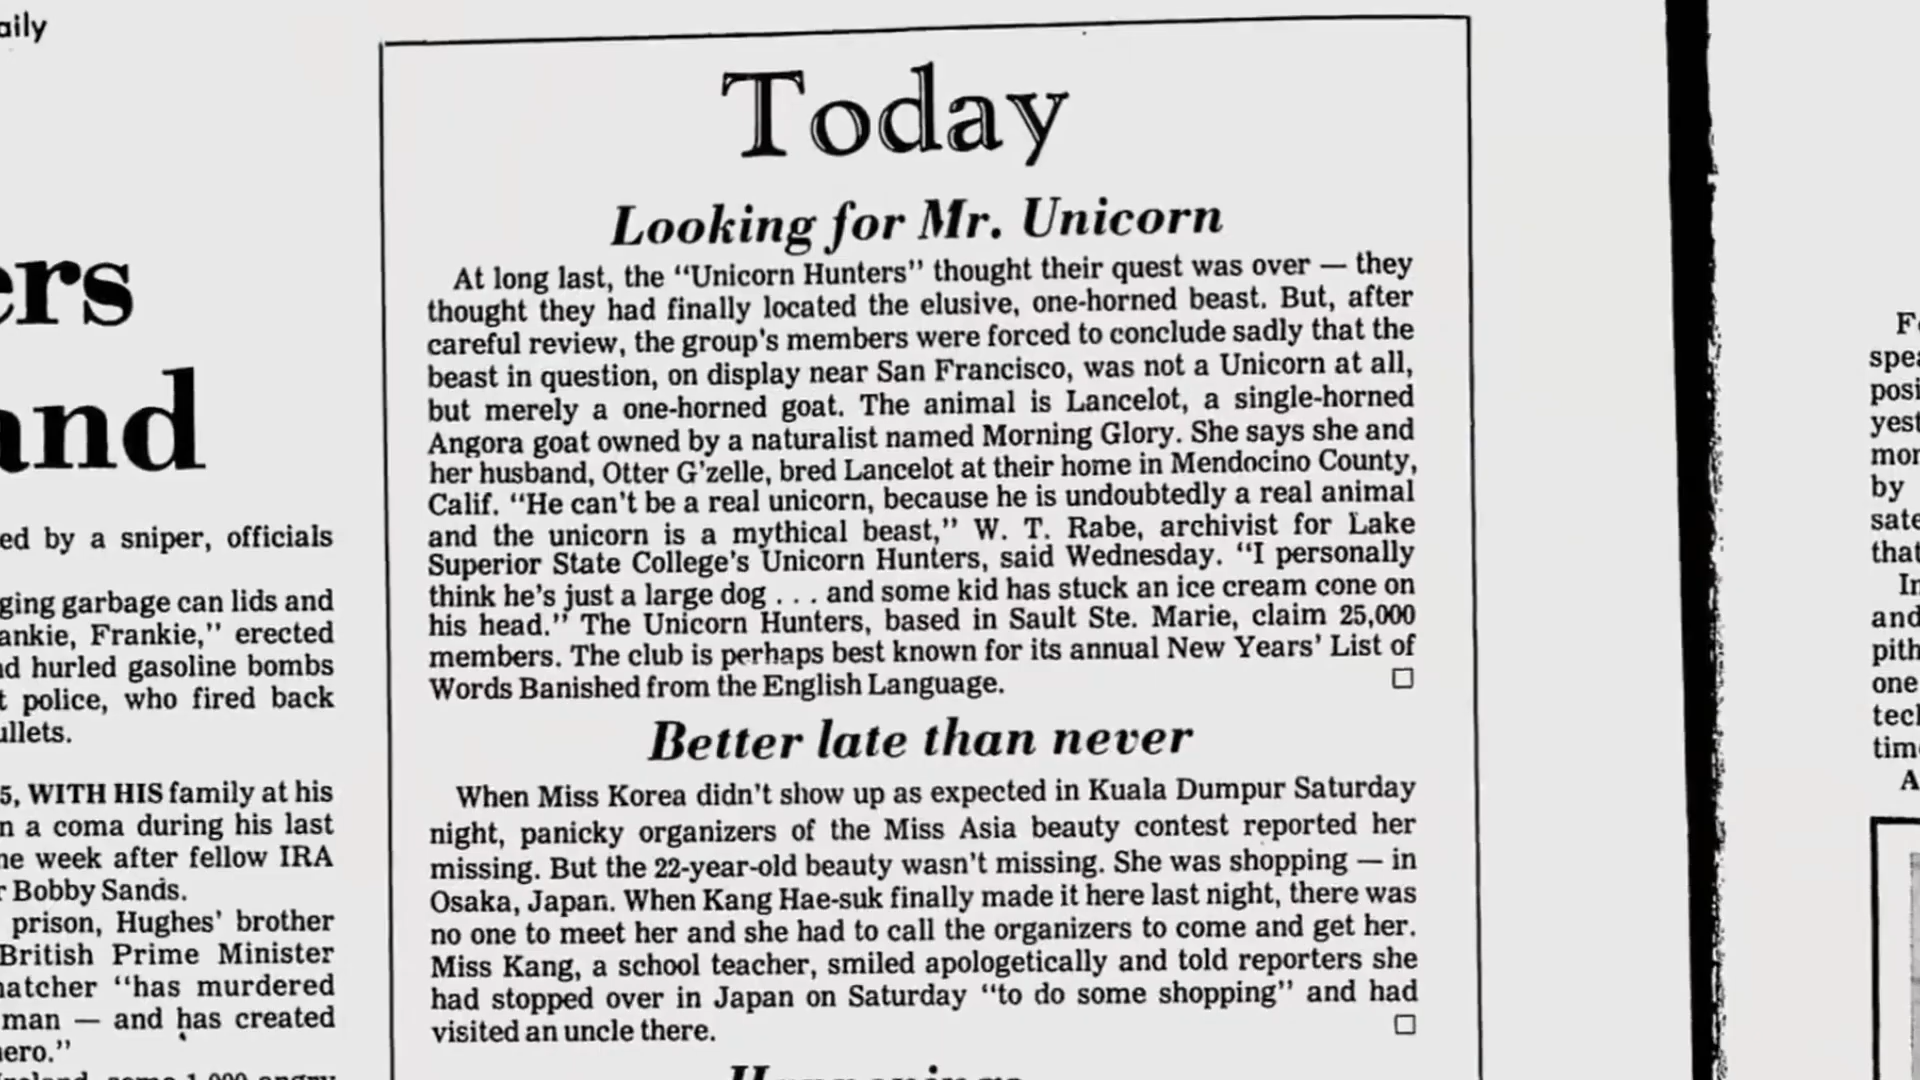 aily
ers
and
ed by a sniper, officials
ging garbage can lids and
ankie, Frankie," erected
d hurled gasoline bombs
t police, who fired back
ullets.
5, WITH HIS family at his
n a coma during his last
ne week after fellow IRA
r Bobby Sands.
prison, Hughes' brother
British Prime Minister
hatcher "has murdered
man — and has created
hero."
Today
Looking for Mr. Unicorn
At long last, the "Unicorn Hunters" thought their quest was over — they
thought they had finally located the elusive, one-horned beast. But, after
careful review, the group's members were forced to conclude sadly that the
beast in question, on display near San Francisco, was not a Unicorn at all,
but merely a one-horned goat. The animal is Lancelot, a single-horned
Angora goat owned by a naturalist named Morning Glory. She says she and
her husband, Otter G'zelle, bred Lancelot at their home in Mendocino County,
Calif. "He can't be a real unicorn, because he is undoubtedly a real animal
and the unicorn is a mythical beast," W. T. Rabe, archivist for Lake
Superior State College's Unicorn Hunters, said Wednesday. "I personally
think he's just a large dog . . . and some kid has stuck an ice cream cone on
his head." The Unicorn Hunters, based in Sault Ste. Marie, claim 25,000
members. The club is perhaps best known for its annual New Years' List of
Words Banished from the English Language.
Better late than never
When Miss Korea didn't show up as expected in Kuala Dumpur Saturday
night, panicky organizers of the Miss Asia beauty contest reported her
missing. But the 22-year-old beauty wasn't missing. She was shopping — in
Osaka, Japan. When Kang Hae-suk finally made it here last night, there was
no one to meet her and she had to call the organizers to come and get her.
Miss Kang, a school teacher, smiled apologetically and told reporters she
had stopped over in Japan on Saturday "to do some shopping" and had
visited an uncle there.
F
spea
posi
yest
mor
by
sate
that
In
and
pith
one
tech
time
A